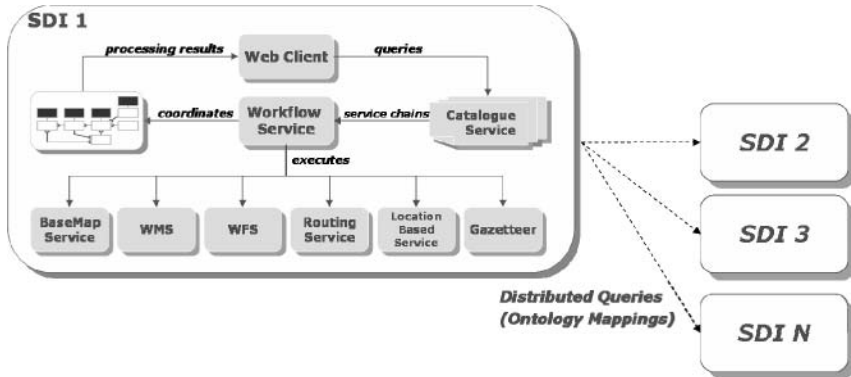 SDI 1
processing results
Web Client
queries
coordinates
Workflow
Service
service chains
Catalogue
Service
executes
BaseMap
Service
WMS
WFS
Routing
Service
Location
Based
Service
Gazetteer
SDI 2
SDI 3
SDI N
Distributed Queries
(Ontology Mappings)